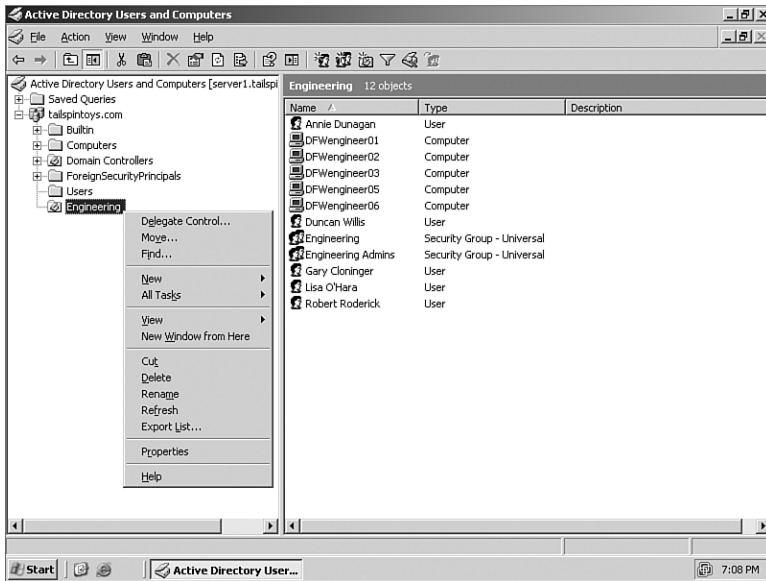 Active Directory Users and Computers
File Action View Window Help
Active Directory Users and Computers [server1.tailspi
Saved Queries
tailspintoys.com
Builtin
Computers
Domain Controllers
ForeignSecurityPrincipals
Users
Engineering
Delegate Control...
Move...
Find...
New
All Tasks
View
New Window from Here
Cut
Delete
Rename
Refresh
Export List...
Properties
Help
Engineering 12 objects
Name Type Description
Annie Dunagan User
DFWengineer01 Computer
DFWengineer02 Computer
DFWengineer03 Computer
DFWengineer05 Computer
DFWengineer06 Computer
Duncan Willis User
Engineering Security Group - Universal
Engineering Admins Security Group - Universal
Gary Cloninger User
Lisa O'Hara User
Robert Roderick User
Start Active Directory User... 7:08 PM